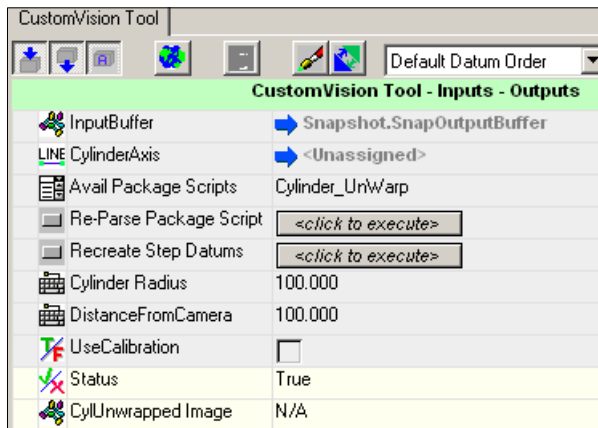 CustomVision Tool
A Default Datum Order
CustomVision Tool - Inputs - Outputs
InputBuffer Snapshot.SnapOutputBuffer
LINE CylinderAxis <Unassigned>
Avail Package Scripts Cylinder_UnWarp
Re-Parse Package Script <click to execute>
Recreate Step Datums <click to execute>
Cylinder Radius 100.000
DistanceFromCamera 100.000
T/F UseCalibration
Status True
CylUnwrapped Image N/A